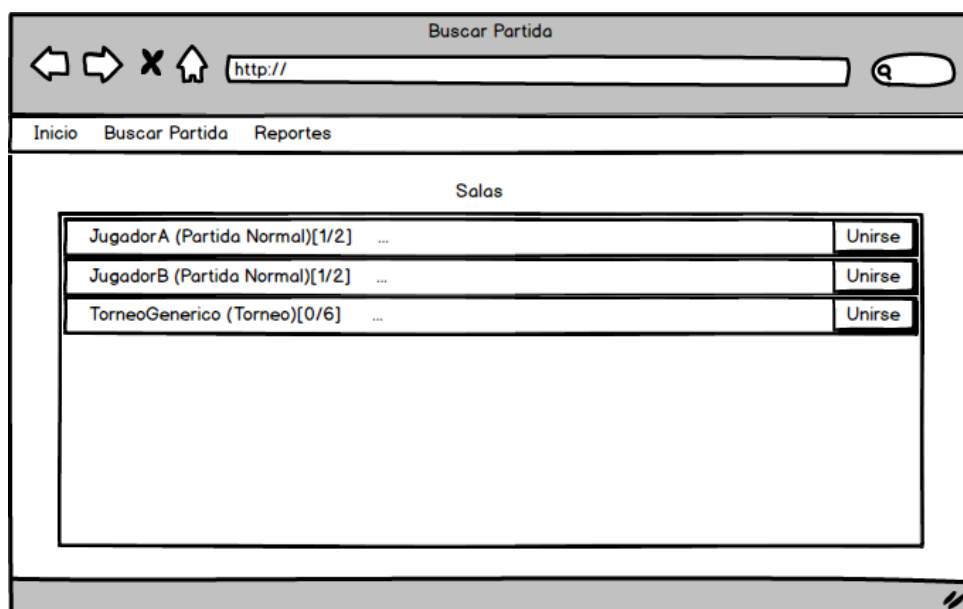 Buscar Partida
http://
Inicio Buscar Partida Reportes
Salas
JugadorA (Partida Normal)[1/2] ... Unirse
JugadorB (Partida Normal)[1/2] ... Unirse
TorneoGenerico (Torneo)[0/6] ... Unirse